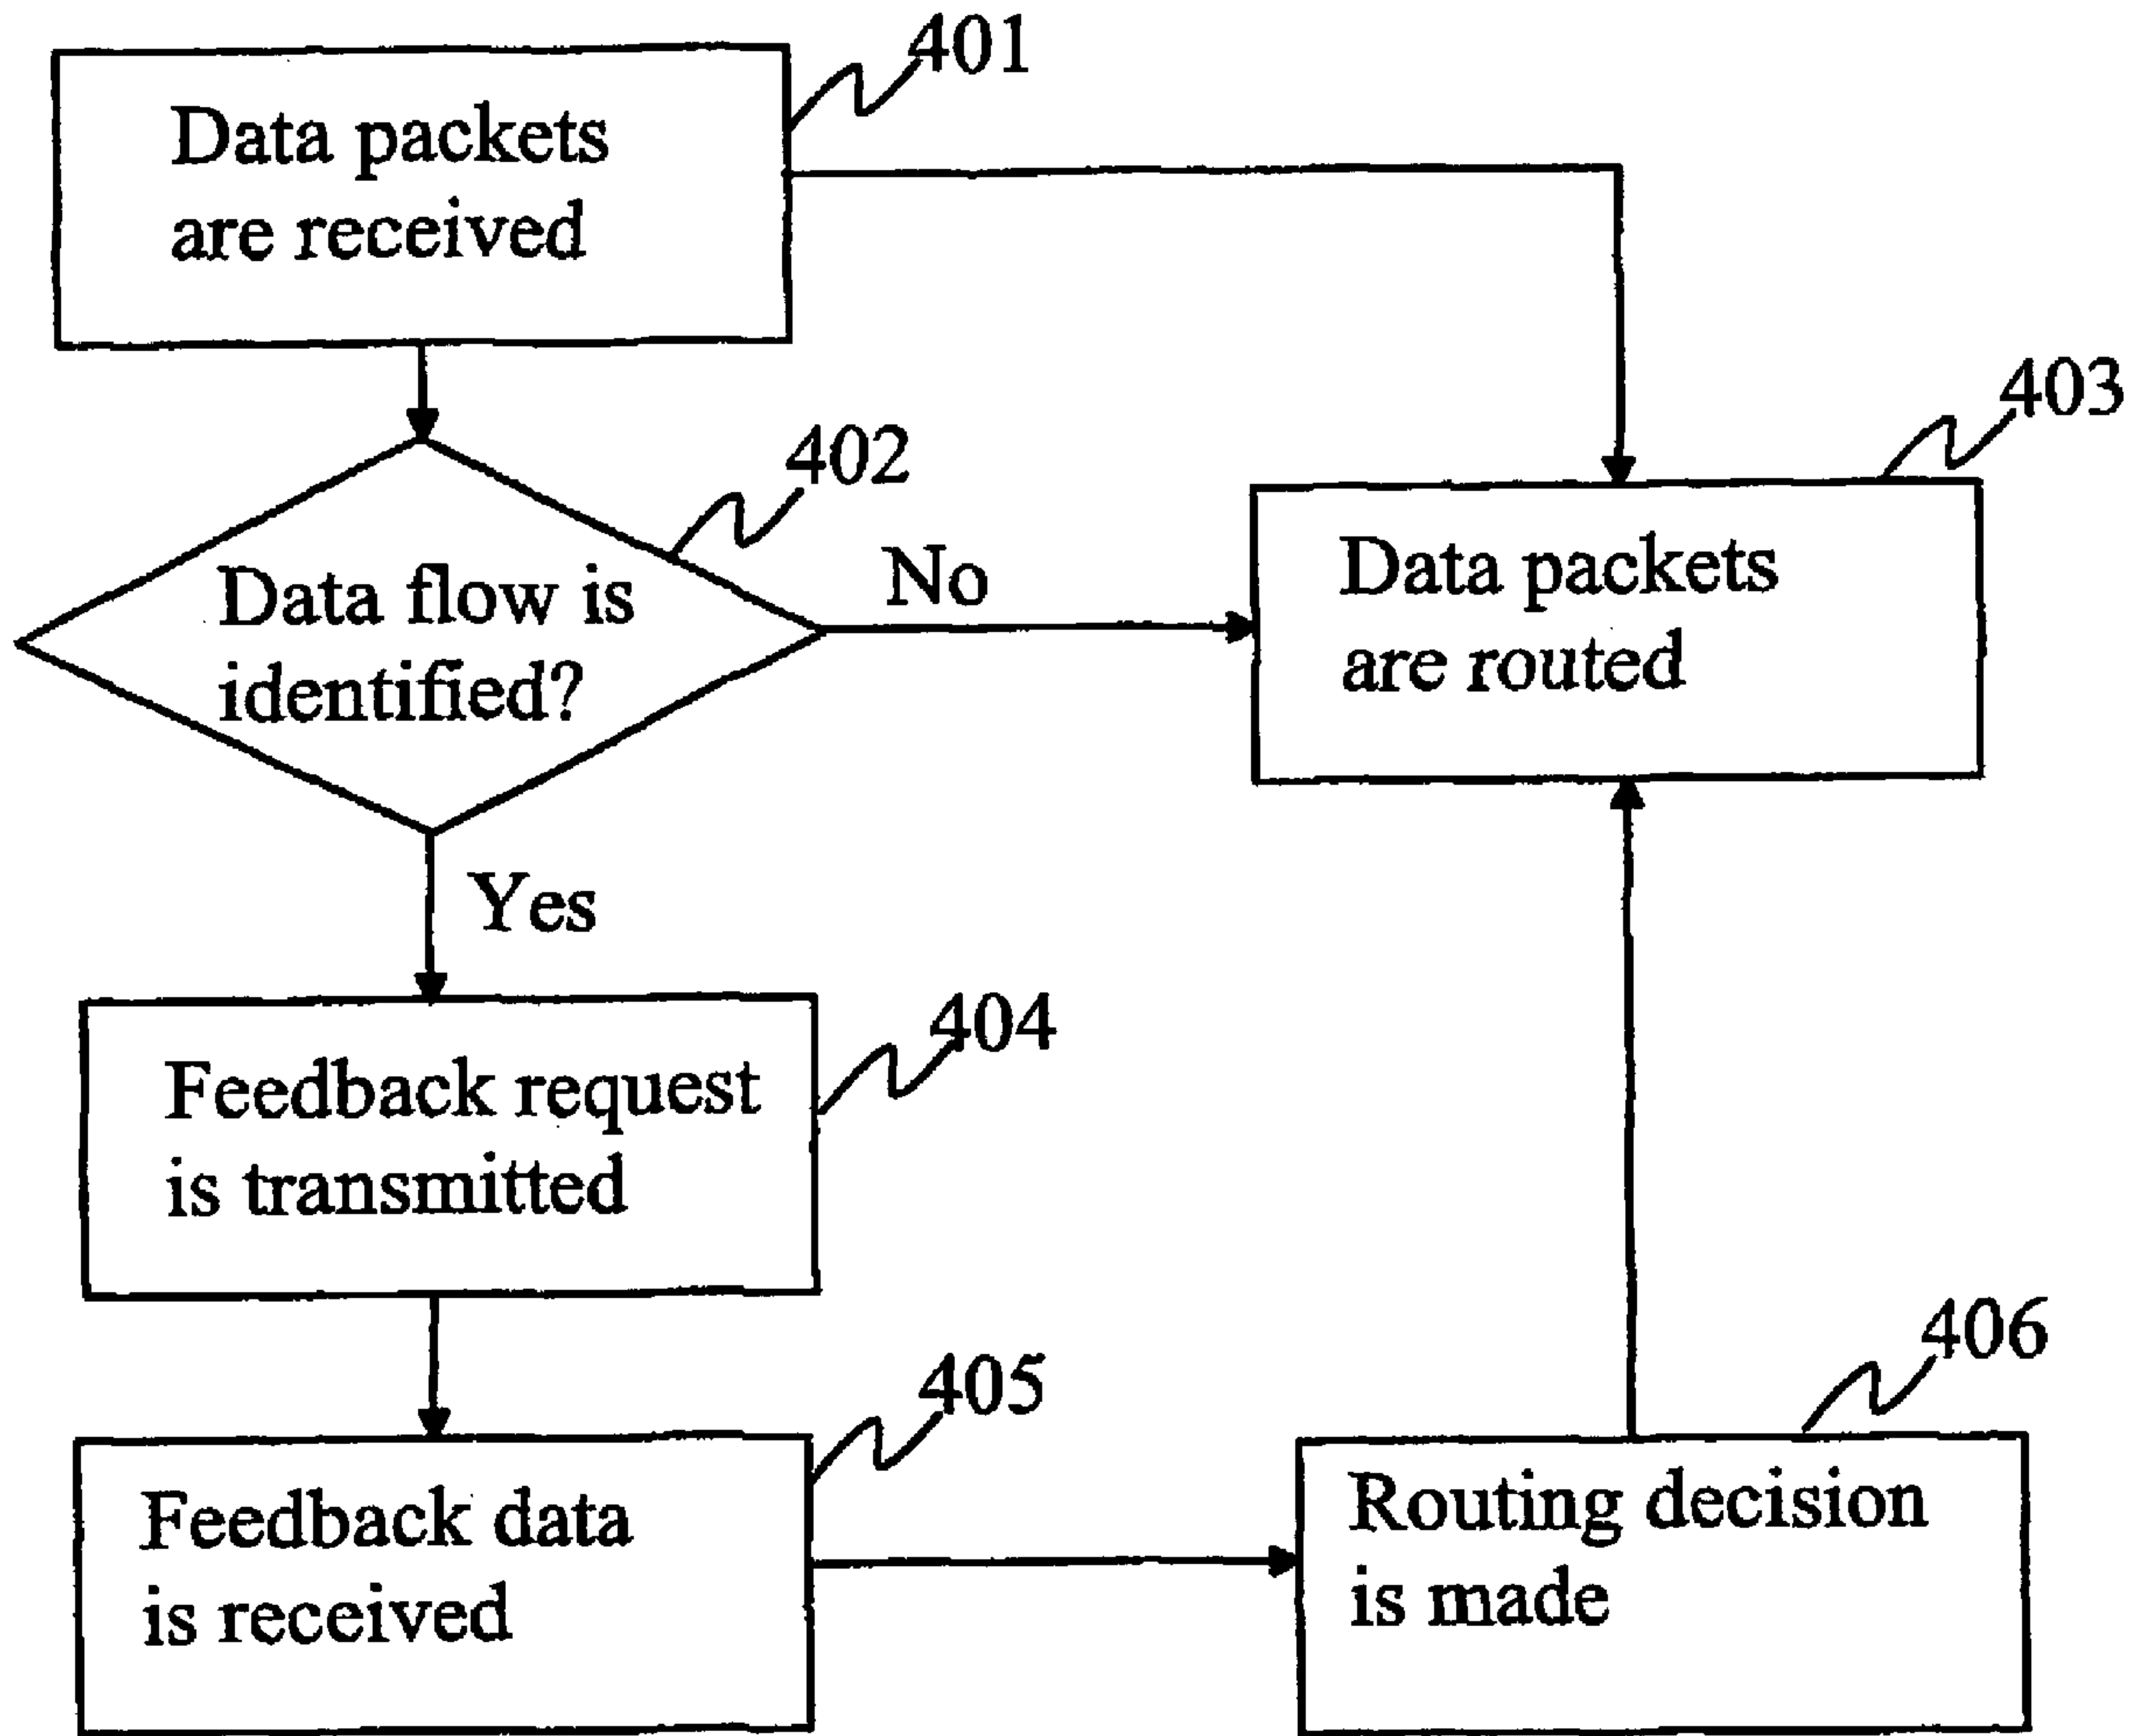 401
Data packets
are received
403
402
Data flow is
identified?
No
Data packets
are routed
Yes
404
Feedback request
is transmitted
405
406
Feedback data
is received
Routing decision
is made